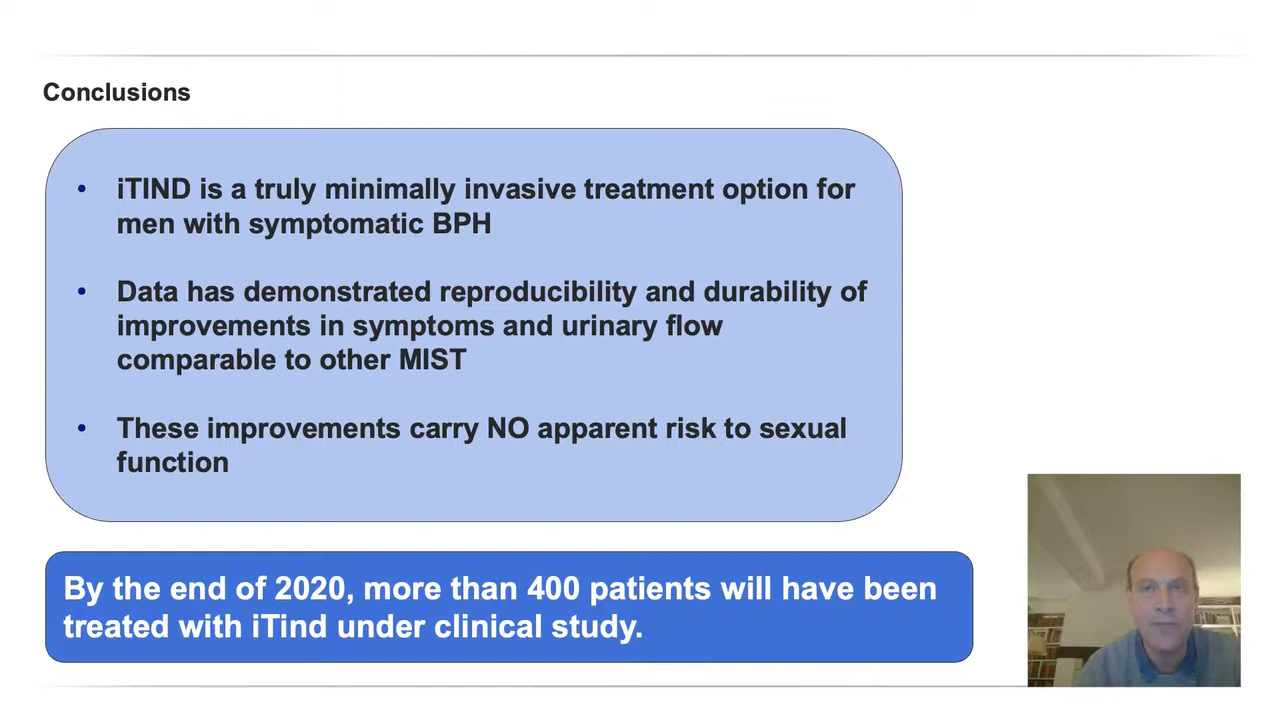 Conclusions
• iTIND is a truly minimally invasive treatment option for
men with symptomatic BPH
• Data has demonstrated reproducibility and durability of
improvements in symptoms and urinary flow
comparable to other MIST
• These improvements carry NO apparent risk to sexual
function
By the end of 2020, more than 400 patients will have been
treated with iTind under clinical study.